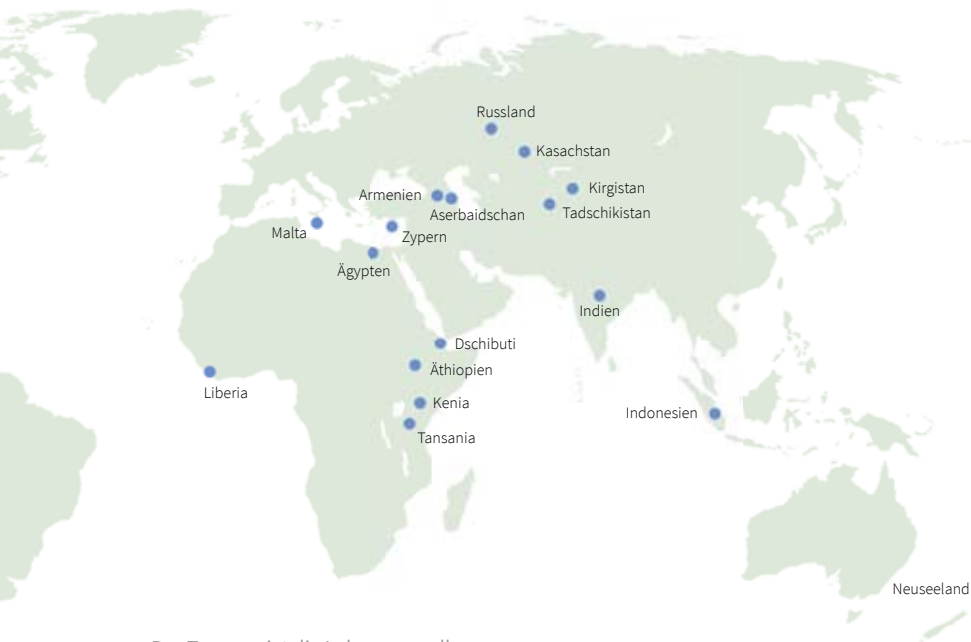 Russland
Kasachstan
Kirgistan
Armenien
Tadschikistan
Aserbaidschan
Malta
Zypern
Ägypten
Indien
Dschibuti
Äthiopien
Liberia
Kenia
Indonesien
Tansania
Neuseeland